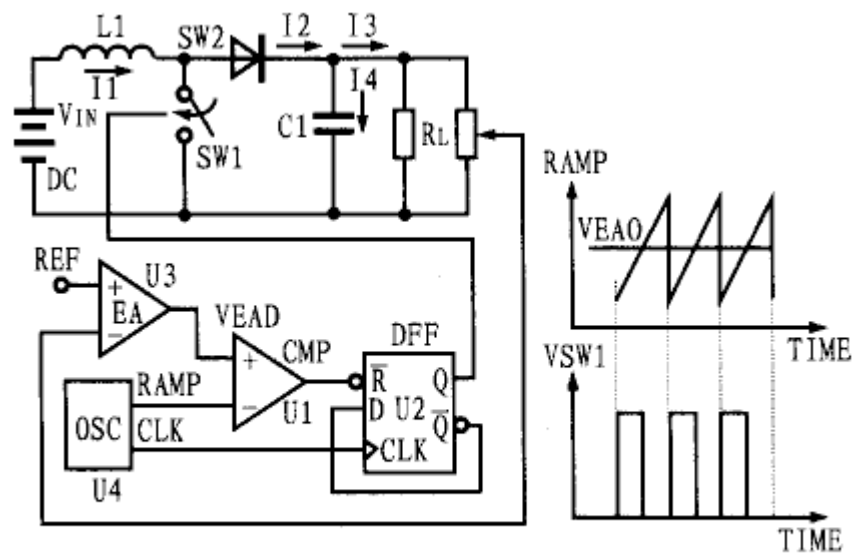 L1
SW2
I2
I3
I1
I4
VIN
C1
RL
SW1
DC
RAMP
VEAO
TIME
REF
+
U3
EA
−
VEAD
CMP
+
−
U1
DFF
R̅
Q
D
U2
Q̅
CLK
RAMP
OSC
CLK
U4
VSW1
TIME